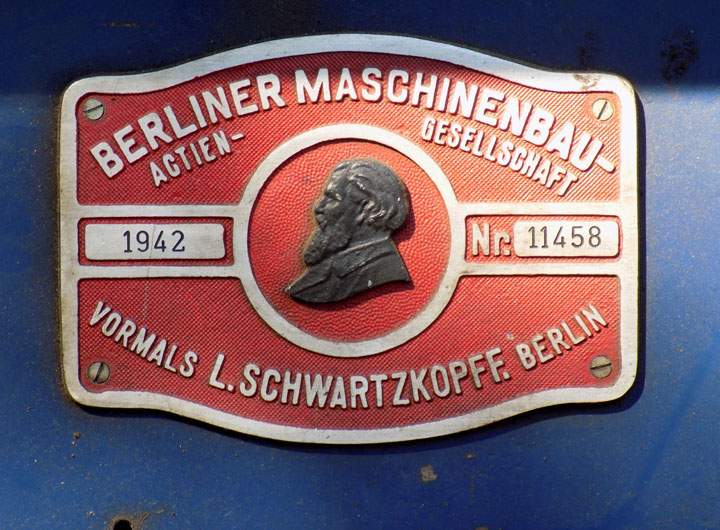 BERLINER MASCHINENBAU-
ACTIEN- GESELLSCHAFT
1942 Nr. 11458
VORMALS L. SCHWARTZKOPFF. BERLIN